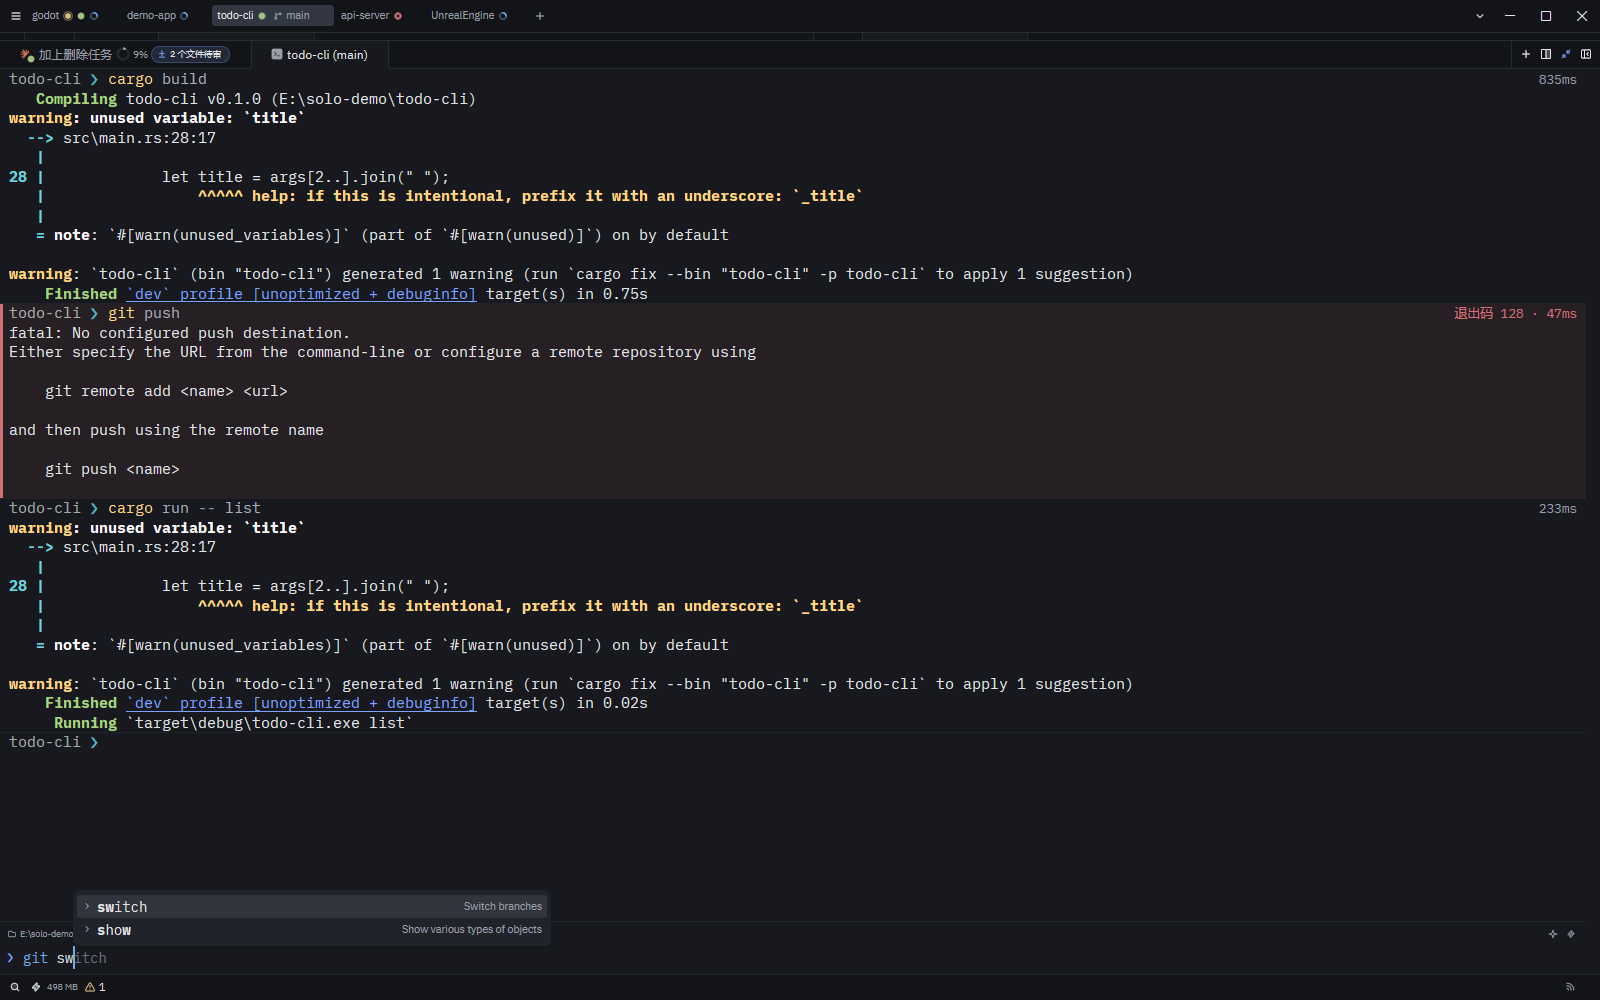 godot demo-app todo-cli main api-server UnrealEngine
加上删除任务 9% 2 个文件待审 todo-cli (main)
todo-cli ❯ cargo build 835ms
   Compiling todo-cli v0.1.0 (E:\solo-demo\todo-cli)
warning: unused variable: `title`
  --> src\main.rs:28:17
   |
28 |             let title = args[2..].join(" ");
   |                 ^^^^^ help: if this is intentional, prefix it with an underscore: `_title`
   |
   = note: `#[warn(unused_variables)]` (part of `#[warn(unused)]`) on by default
warning: `todo-cli` (bin "todo-cli") generated 1 warning (run `cargo fix --bin "todo-cli" -p todo-cli` to apply 1 suggestion)
    Finished `dev` profile [unoptimized + debuginfo] target(s) in 0.75s
todo-cli ❯ git push 退出码 128 · 47ms
fatal: No configured push destination.
Either specify the URL from the command-line or configure a remote repository using
    git remote add <name> <url>
and then push using the remote name
    git push <name>
todo-cli ❯ cargo run -- list 233ms
warning: unused variable: `title`
  --> src\main.rs:28:17
   |
28 |             let title = args[2..].join(" ");
   |                 ^^^^^ help: if this is intentional, prefix it with an underscore: `_title`
   |
   = note: `#[warn(unused_variables)]` (part of `#[warn(unused)]`) on by default
warning: `todo-cli` (bin "todo-cli") generated 1 warning (run `cargo fix --bin "todo-cli" -p todo-cli` to apply 1 suggestion)
    Finished `dev` profile [unoptimized + debuginfo] target(s) in 0.02s
     Running `target\debug\todo-cli.exe list`
todo-cli ❯
switch Switch branches
show Show various types of objects
E:\solo-demo
❯ git switch
498 MB 1